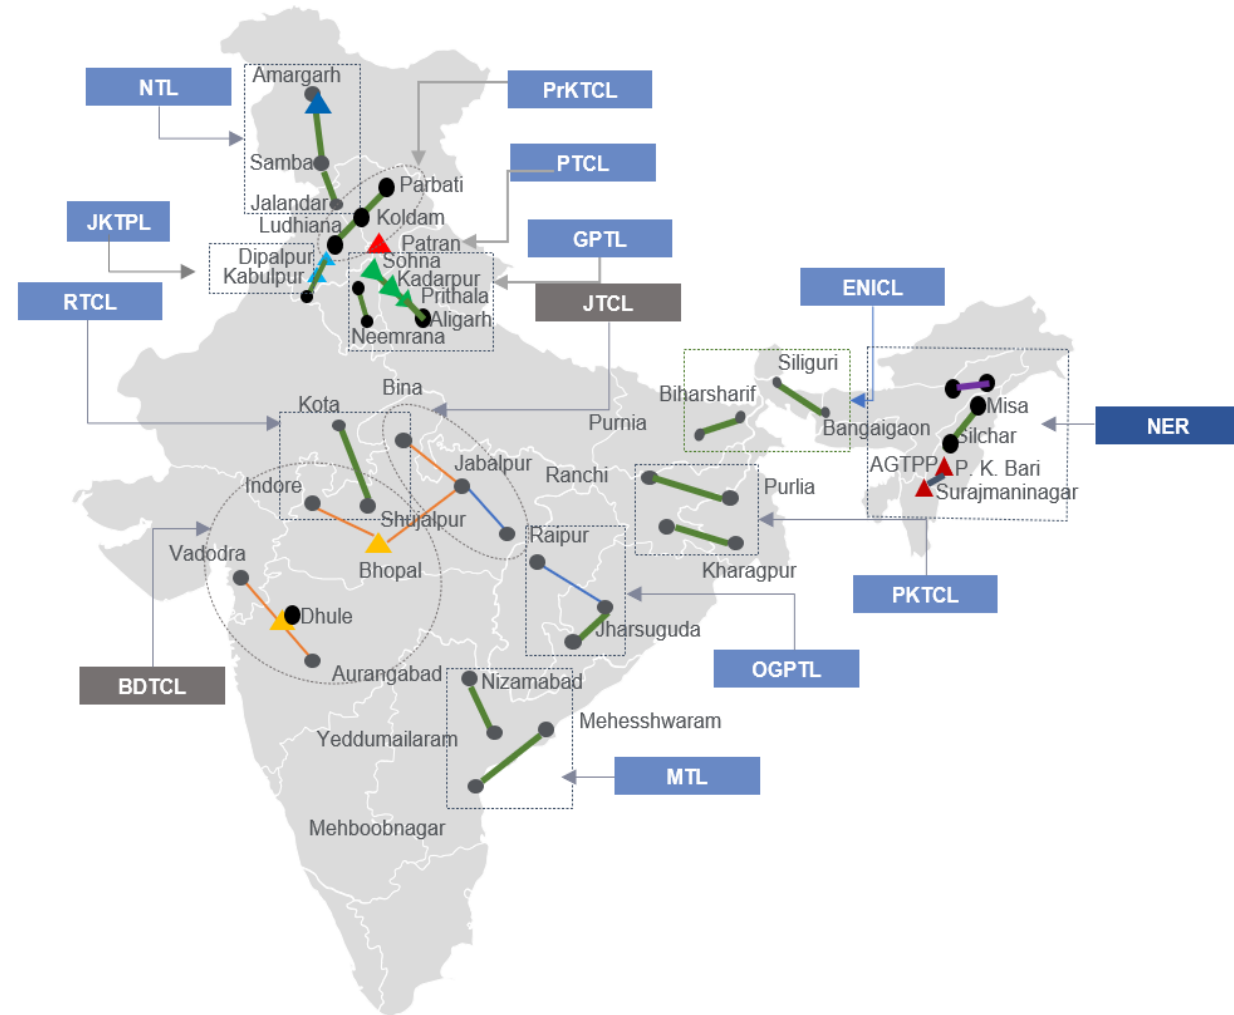 Amargarh
NTL
PrKTCL
Samba
PTCL
Parbati
Jalandar
Koldam
JKTPL
Ludhiana
GPTL
Patran
Dipalpur
Sohna
Kabulpur
Kadarpur
ENICL
RTCL
Prithala
JTCL
Aligarh
Neemrana
Siliguri
Bina
Biharsharif
Kota
Misa
Purnia
Bangaigaon
NER
Silchar
Jabalpur
AGTPP
P. K. Bari
Ranchi
Indore
Purlia
Surajmaninagar
Shujalpur
Raipur
Vadodra
Bhopal
Kharagpur
PKTCL
Dhule
Jharsuguda
Aurangabad
OGPTL
BDTCL
Nizamabad
Mehesshwaram
Yeddumailaram
MTL
Mehboobnagar